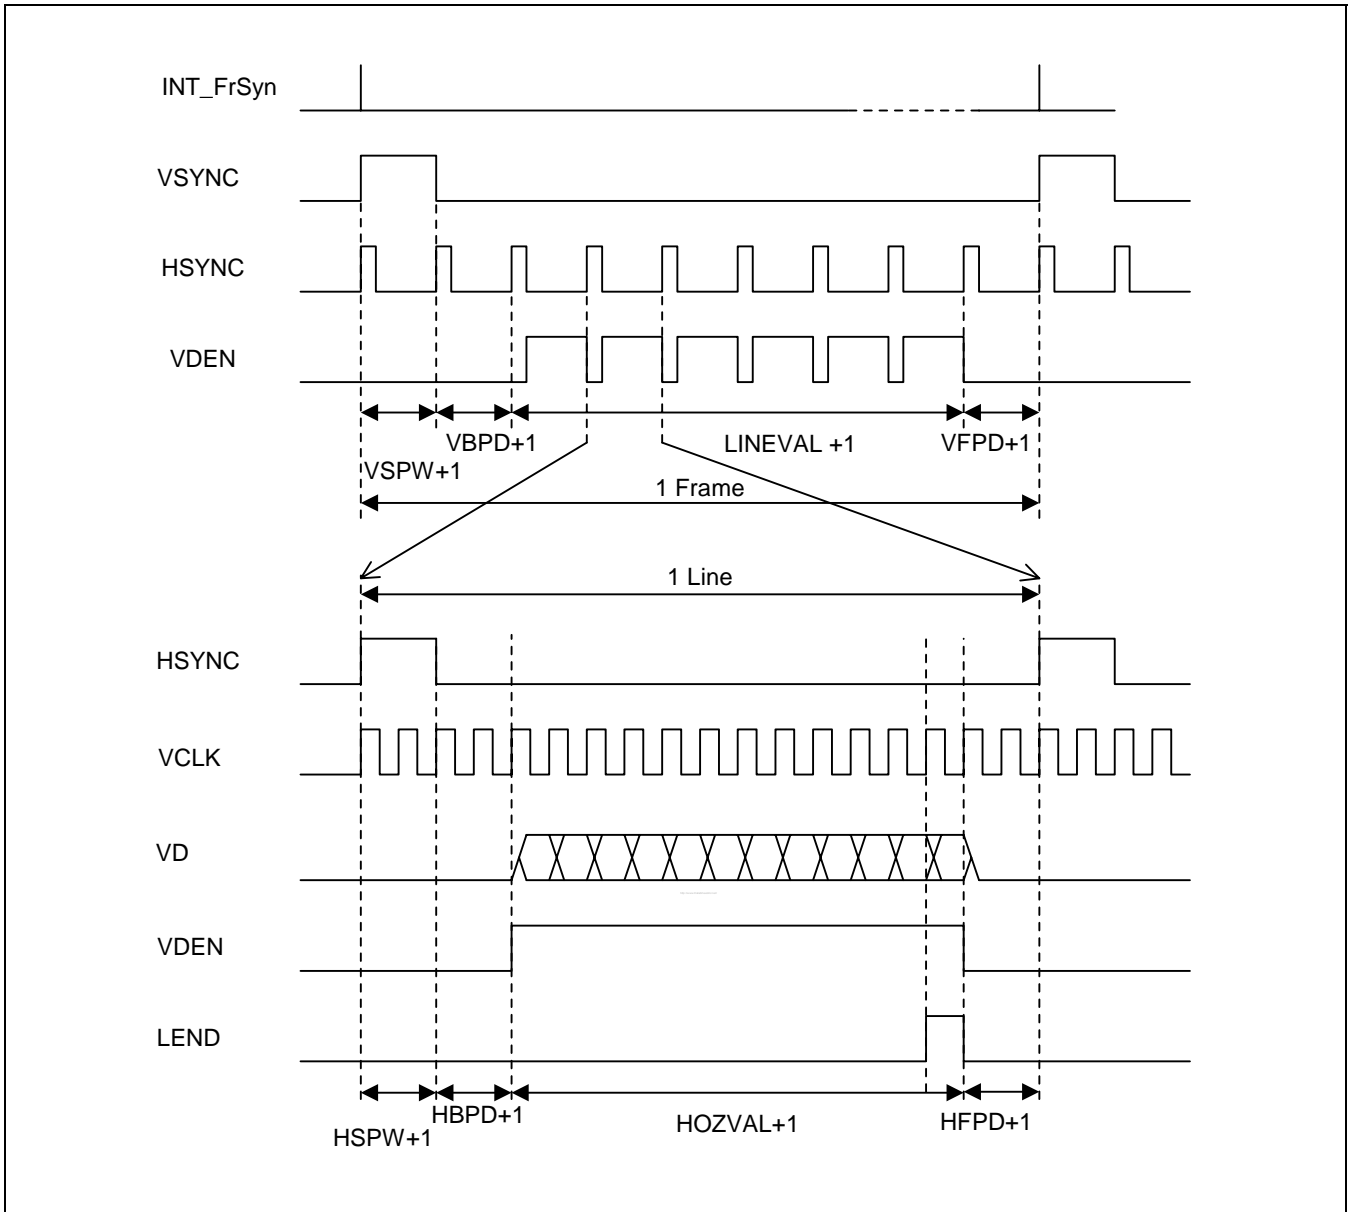 INT_FrSyn
VSYNC
HSYNC
VDEN
VBPD+1
LINEVAL +1
VFPD+1
VSPW+1
1 Frame
1 Line
HSYNC
VCLK
VD
VDEN
LEND
HBPD+1
HOZVAL+1
HFPD+1
HSPW+1